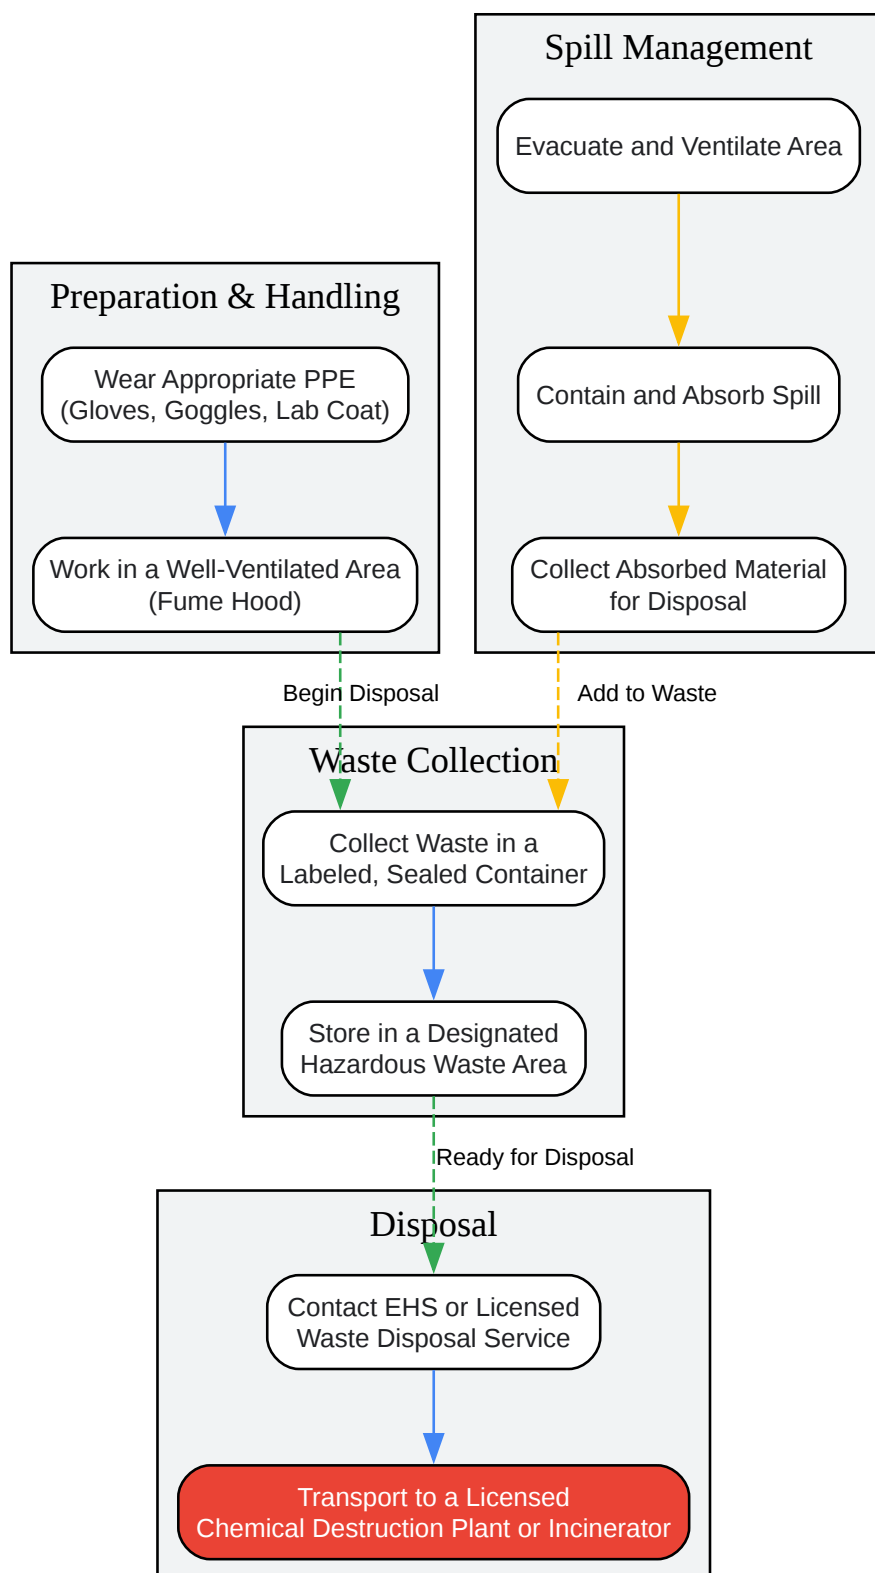 Spill Management
Evacuate and Ventilate Area
Contain and Absorb Spill
Collect Absorbed Material
for Disposal
Preparation & Handling
Wear Appropriate PPE
(Gloves, Goggles, Lab Coat)
Work in a Well-Ventilated Area
(Fume Hood)
Begin Disposal
Add to Waste
Waste Collection
Collect Waste in a
Labeled, Sealed Container
Store in a Designated
Hazardous Waste Area
Ready for Disposal
Disposal
Contact EHS or Licensed
Waste Disposal Service
Transport to a Licensed
Chemical Destruction Plant or Incinerator